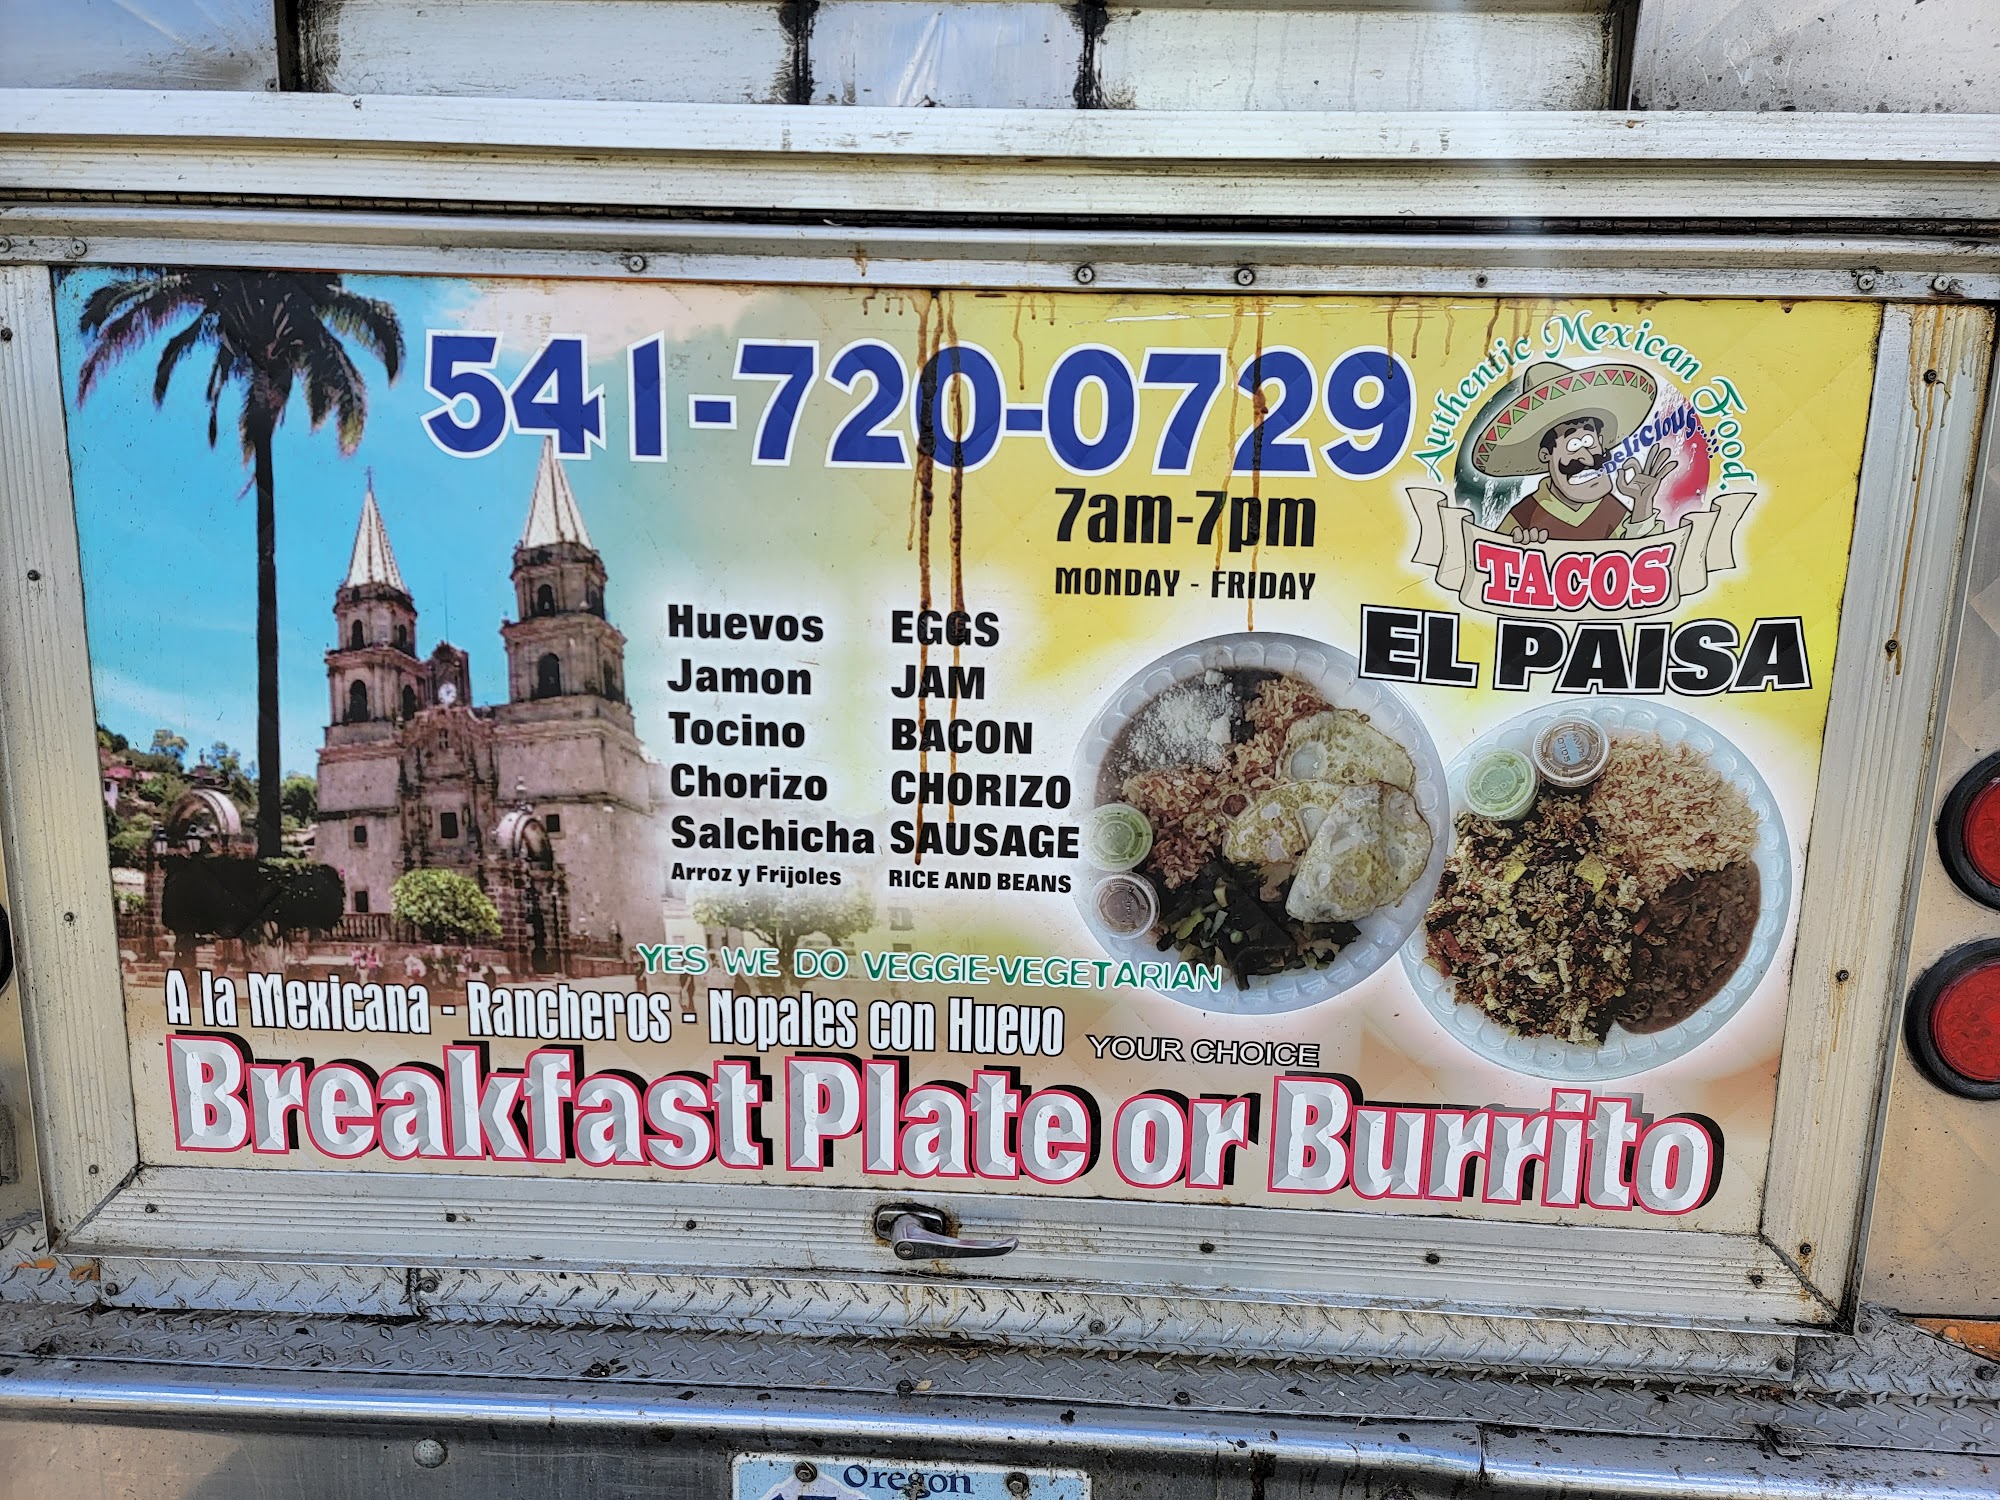 541-720-0729
Authentic Mexican Food.
Delicious...!!
TACOS
EL PAISA
7am-7pm
MONDAY - FRIDAY
Huevos EGGS
Jamon JAM
Tocino BACON
Chorizo CHORIZO
Salchicha SAUSAGE
Arroz y Frijoles RICE AND BEANS
YES WE DO VEGGIE-VEGETARIAN
A la Mexicana - Rancheros - Nopales con Huevo
YOUR CHOICE
Breakfast Plate or Burrito
Oregon